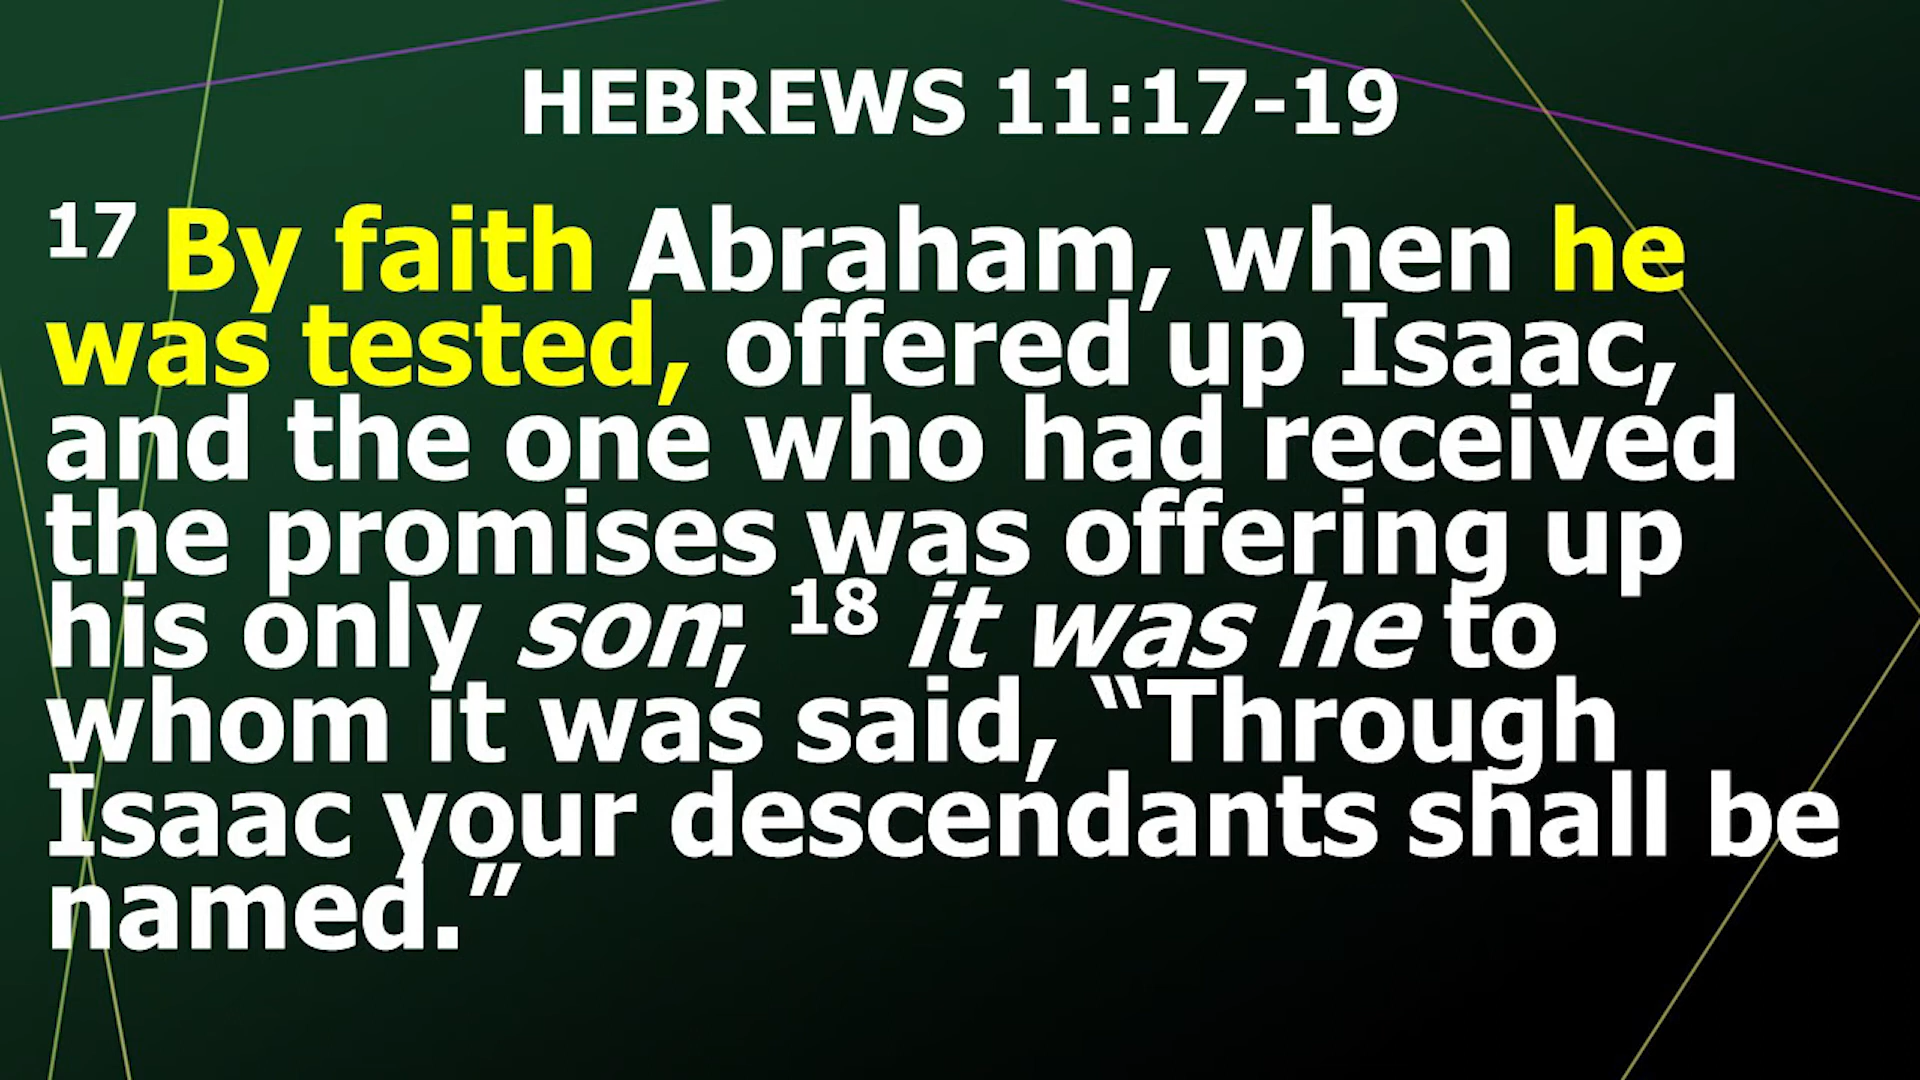 HEBREWS 11:17-19
17 By faith Abraham, when he
was tested, offered up Isaac,
and the one who had received
the promises was offering up
his only son; 18 it was he to
whom it was said, “Through
Isaac your descendants shall be
named.”